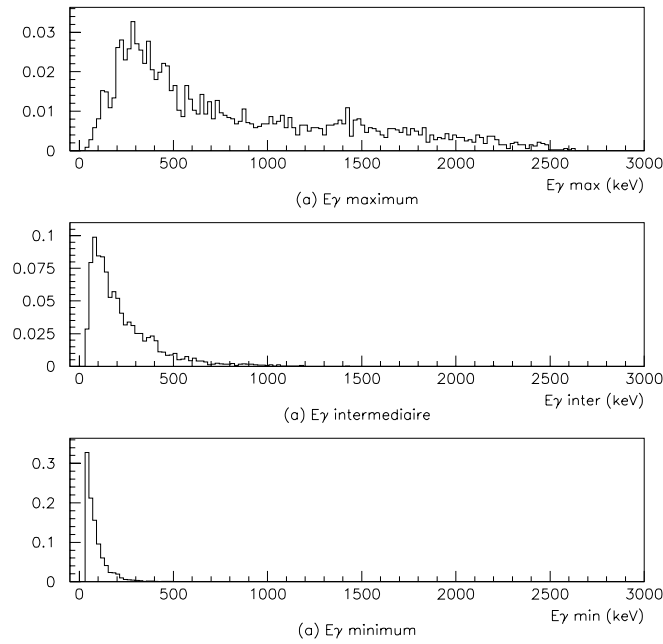 0.03
0.02
0.01
0
0 500 1000 1500 2000 2500 3000
Eγ max (keV)
(a) Eγ maximum
0.1
0.075
0.05
0.025
0
0 500 1000 1500 2000 2500 3000
Eγ inter (keV)
(a) Eγ intermediaire
0.3
0.2
0.1
0
0 500 1000 1500 2000 2500 3000
Eγ min (keV)
(a) Eγ minimum